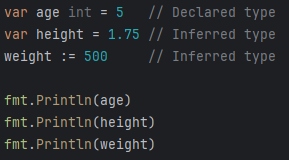 var age int = 5   // Declared type
var height = 1.75 // Inferred type
weight := 500     // Inferred type

fmt.Println(age)
fmt.Println(height)
fmt.Println(weight)